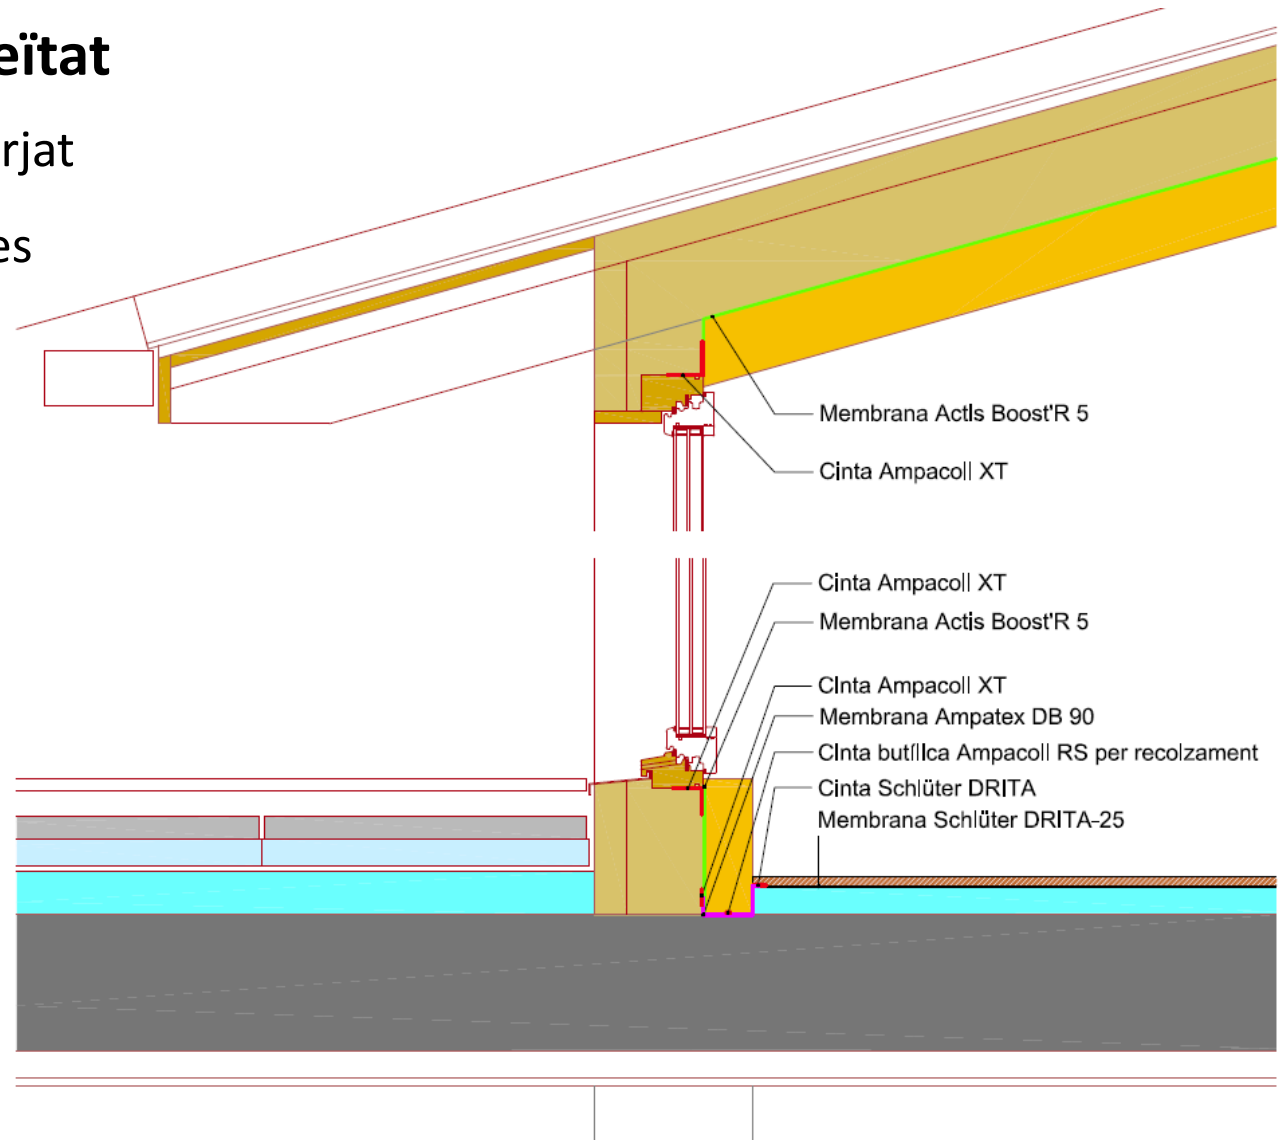 eïtat
rjat
es
Membrana Actis Boost'R 5
Cinta Ampacoll XT
Cinta Ampacoll XT
Membrana Actis Boost'R 5
Cinta Ampacoll XT
Membrana Ampatex DB 90
Cinta butílica Ampacoll RS per recolzament
Cinta Schlüter DRITA
Membrana Schlüter DRITA-25